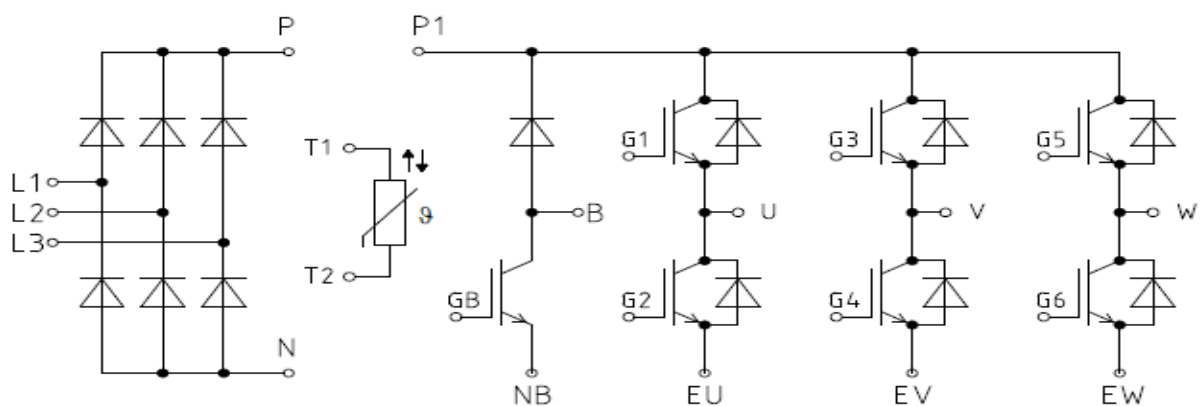 P P1
T1 G1 G3 G5
L1
L2 ϑ B U V W
L3
T2 GB G2 G4 G6
N
NB EU EV EW